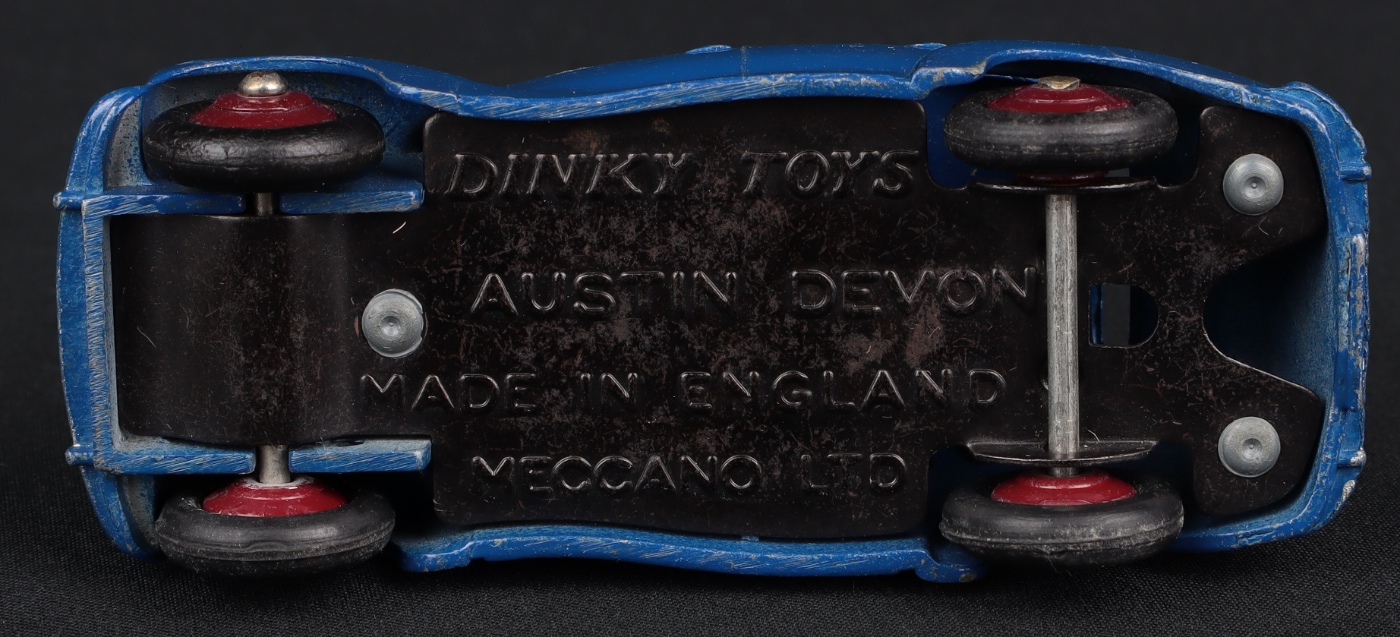 DINKY TOYS
AUSTIN DEVON
MADE IN ENGLAND
MECCANO LTD